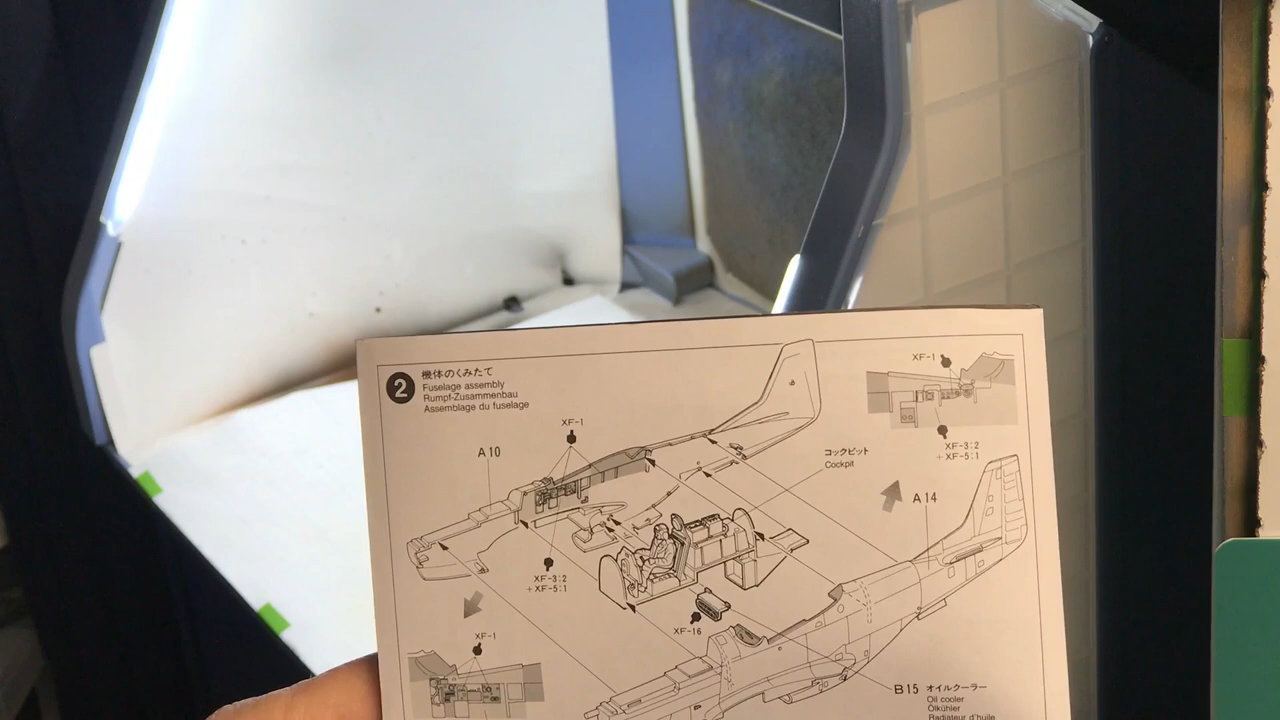 2
機体のくみたて
Fuselage assembly
Rumpf-Zusammenbau
Assemblage du fuselage
XF-1
A10
XF-1
XF-3:2
+XF-5:1
コックピット
Cockpit
A14
XF-3:2
+XF-5:1
XF-16
XF-1
B15 オイルクーラー
Oil cooler
Ölkühler
Radiateur d'huile